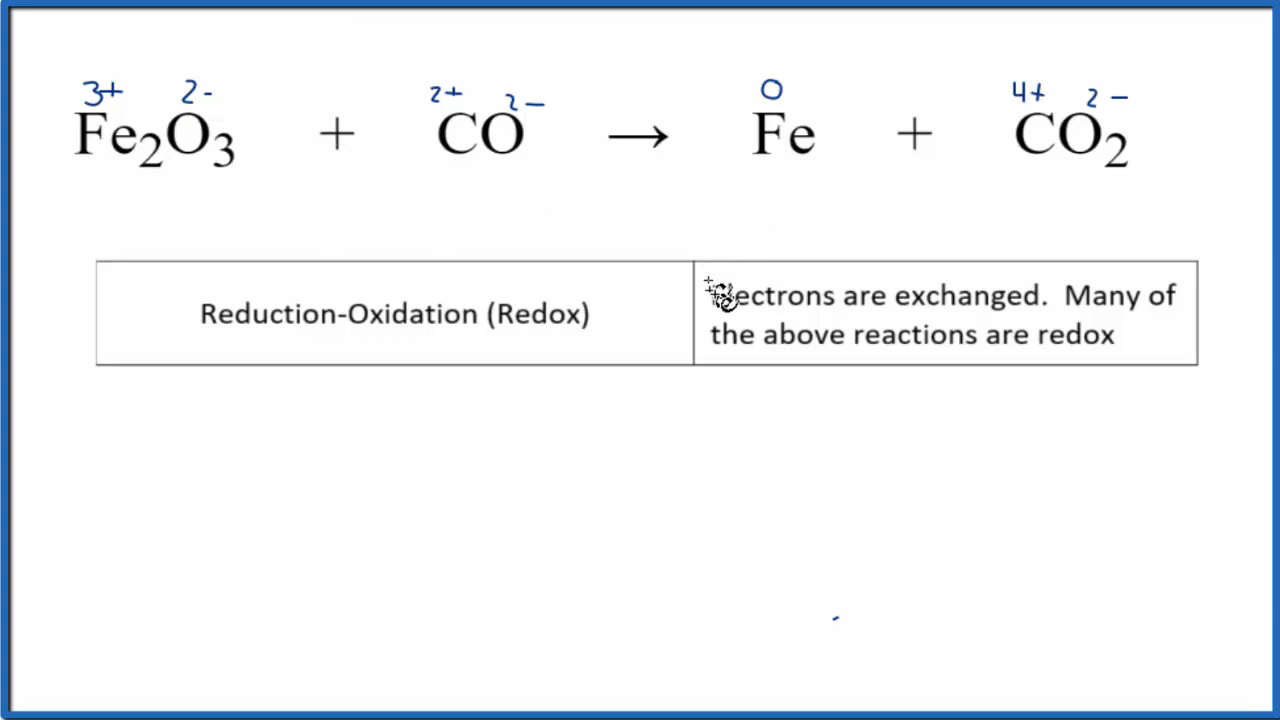 3+ 2- 2+ 2- 0 4+ 2-
Fe₂O₃ + CO → Fe + CO₂
Reduction-Oxidation (Redox)
are exchanged. Many of
the above reactions are redox